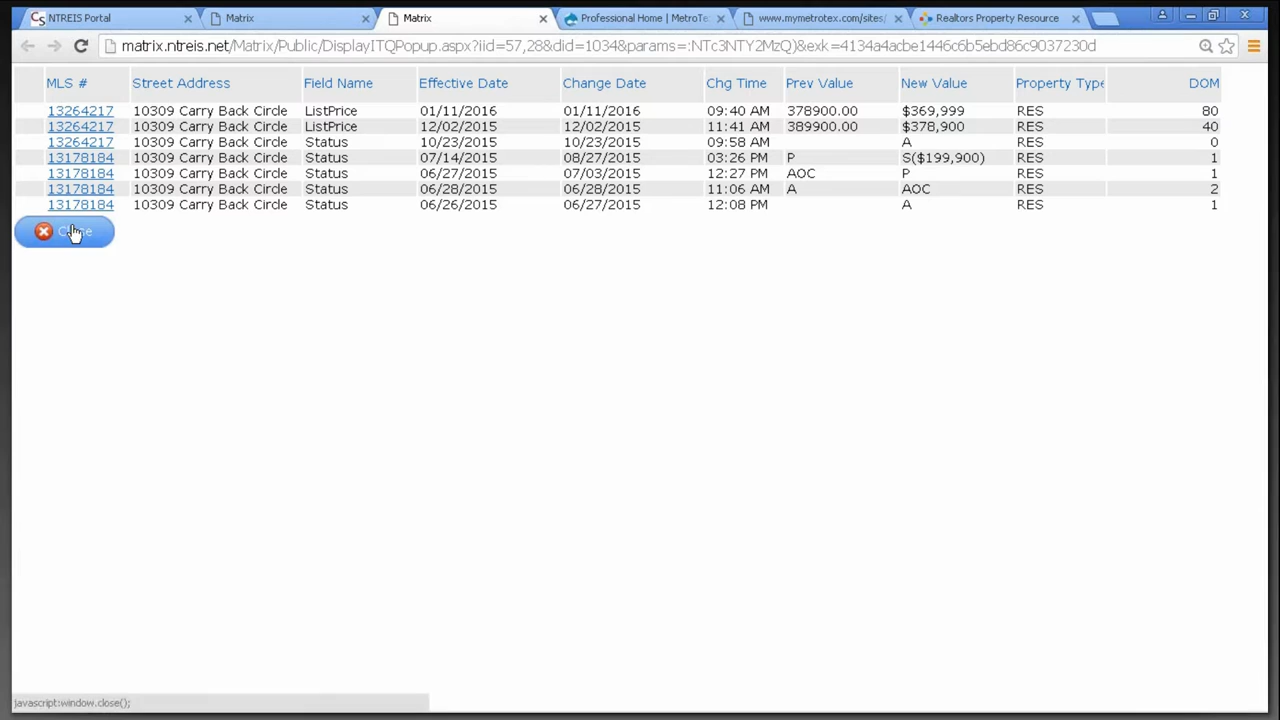 NTREIS Portal Matrix Matrix Professional Home | MetroTe www.mymetrotex.com/sites/ Realtors Property Resource
matrix.ntreis.net/Matrix/Public/DisplayITQPopup.aspx?iid=57,28&did=1034&params=:NTc3NTY2MzQ)&exk=4134a4acbe1446c6b5ebd86c9037230d
MLS # Street Address Field Name Effective Date Change Date Chg Time Prev Value New Value Property Type DOM
13264217 10309 Carry Back Circle ListPrice 01/11/2016 01/11/2016 09:40 AM 378900.00 $369,999 RES 80
13264217 10309 Carry Back Circle ListPrice 12/02/2015 12/02/2015 11:41 AM 389900.00 $378,900 RES 40
13264217 10309 Carry Back Circle Status 10/23/2015 10/23/2015 09:58 AM A RES 0
13178184 10309 Carry Back Circle Status 07/14/2015 08/27/2015 03:26 PM P S($199,900) RES 1
13178184 10309 Carry Back Circle Status 06/27/2015 07/03/2015 12:27 PM AOC P RES 1
13178184 10309 Carry Back Circle Status 06/28/2015 06/28/2015 11:06 AM A AOC RES 2
13178184 10309 Carry Back Circle Status 06/26/2015 06/27/2015 12:08 PM A RES 1
Close
javascript:window.close();